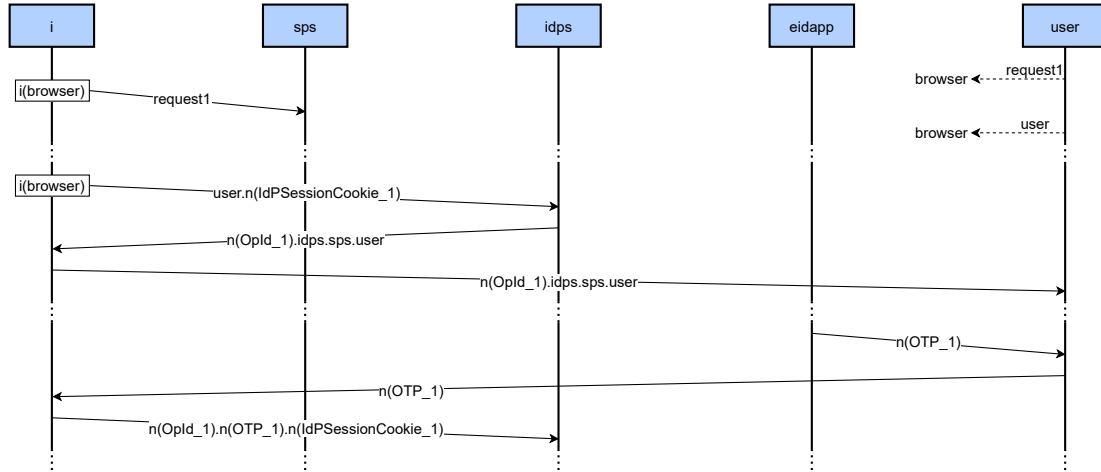 i
sps
idps
eidapp
user
request1
browser
i(browser)
request1
user
browser
i(browser)
user.n(IdPSessionCookie_1)
n(OpId_1).idps.sps.user
n(OpId_1).idps.sps.user
n(OTP_1)
n(OTP_1)
n(OpId_1).n(OTP_1).n(IdPSessionCookie_1)